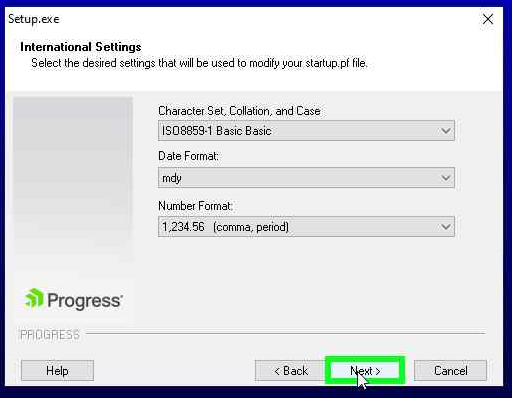 Setup.exe
International Settings
Select the desired settings that will be used to modify your startup.pf file.
Character Set, Collation, and Case
ISO8859-1 Basic Basic
Date Format:
mdy
Number Format:
1,234.56 (comma, period)
Progress
PROGRESS
Help
< Back
Next >
Cancel